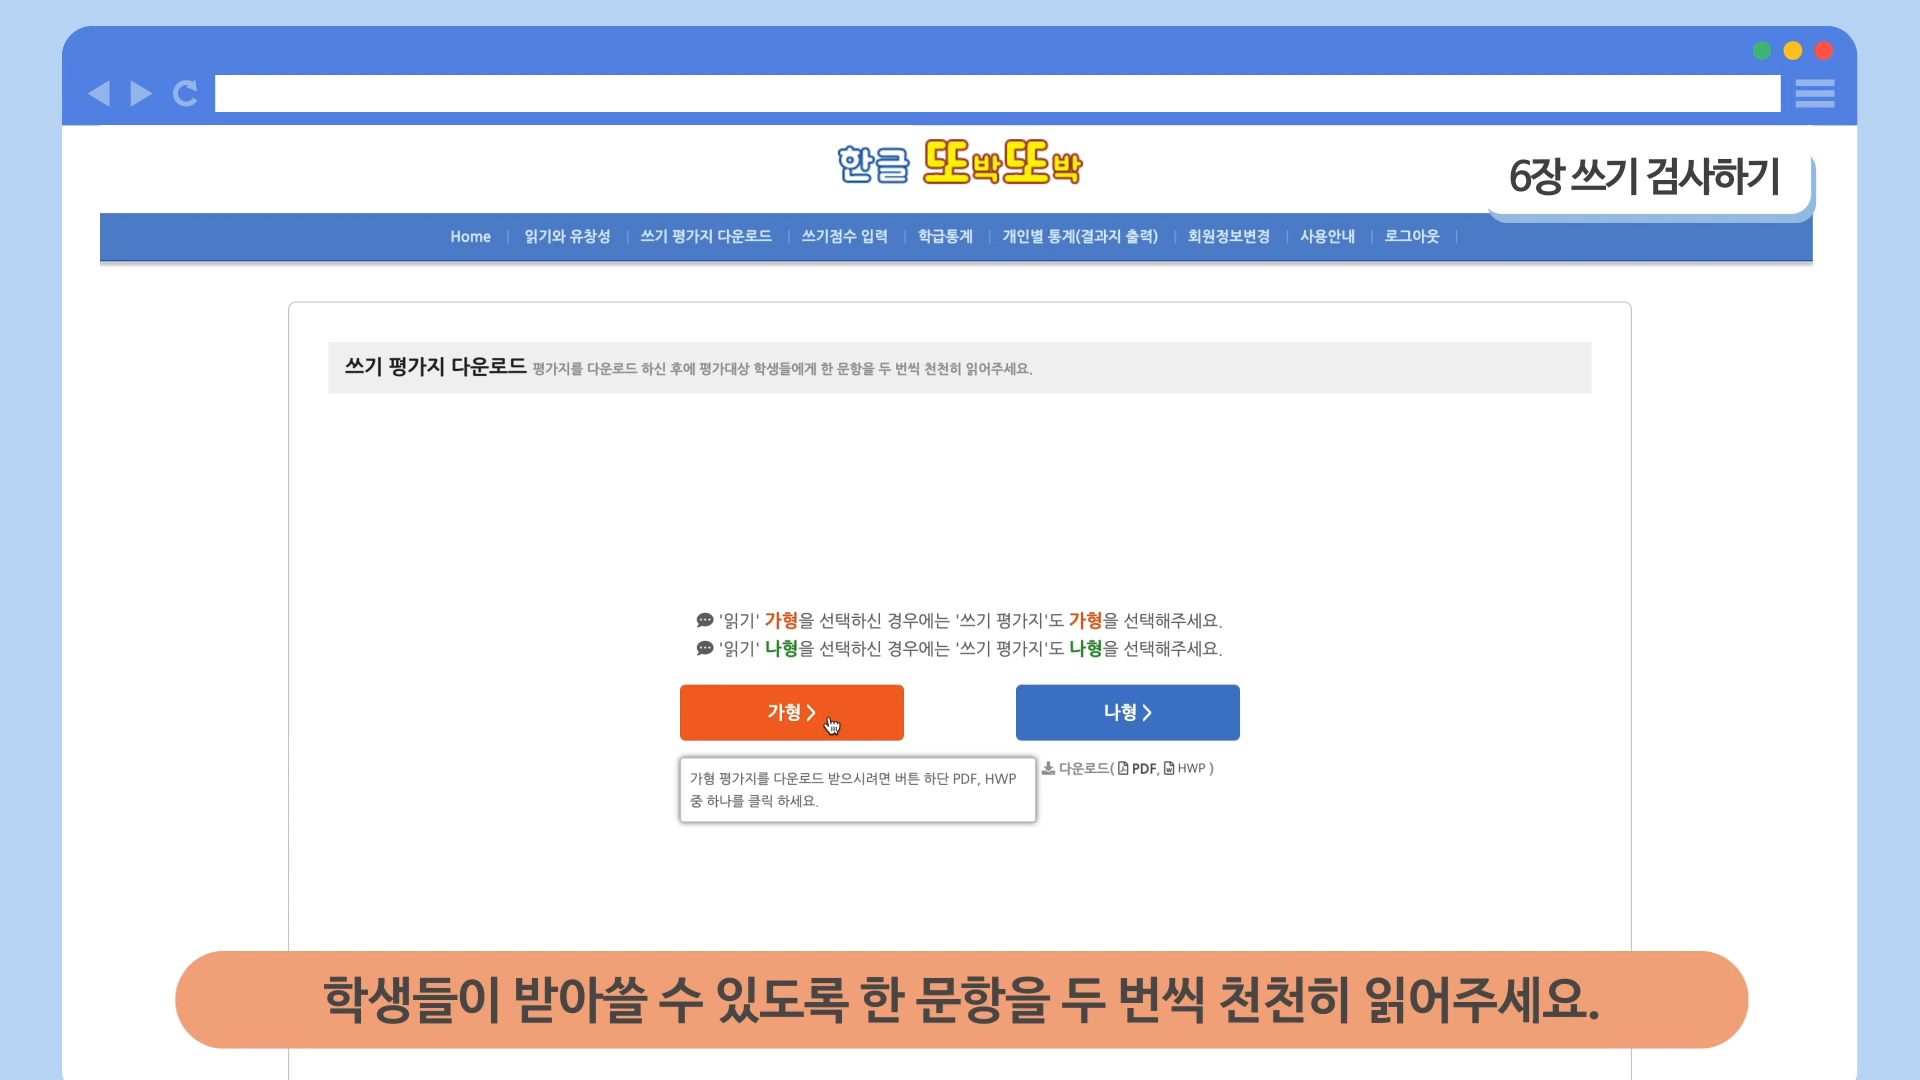 한글 또박또박
6장 쓰기 검사하기
Home | 읽기와 유창성 | 쓰기 평가지 다운로드 | 쓰기점수 입력 | 학급통계 | 개인별 통계(결과지 출력) | 회원정보변경 | 사용안내 | 로그아웃 |
쓰기 평가지 다운로드 평가지를 다운로드 하신 후에 평가대상 학생들에게 한 문항을 두 번씩 천천히 읽어주세요.
'읽기' 가형을 선택하신 경우에는 '쓰기 평가지'도 가형을 선택해주세요.
'읽기' 나형을 선택하신 경우에는 '쓰기 평가지'도 나형을 선택해주세요.
가형 > 나형 >
다운로드( PDF, HWP )
가형 평가지를 다운로드 받으시려면 버튼 하단 PDF, HWP
중 하나를 클릭 하세요.
학생들이 받아쓸 수 있도록 한 문항을 두 번씩 천천히 읽어주세요.